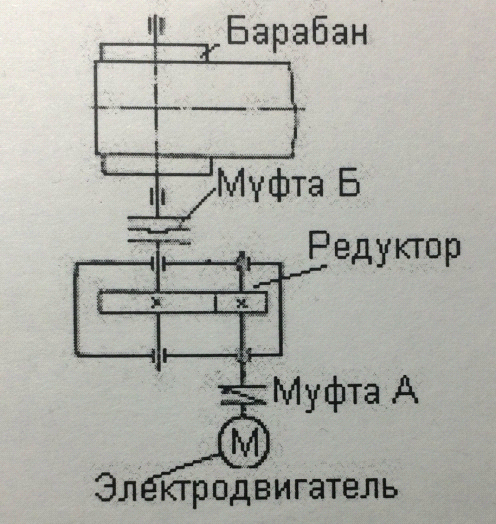 Барабан
Муфта Б
Редуктор
Муфта А
М
Электродвигатель